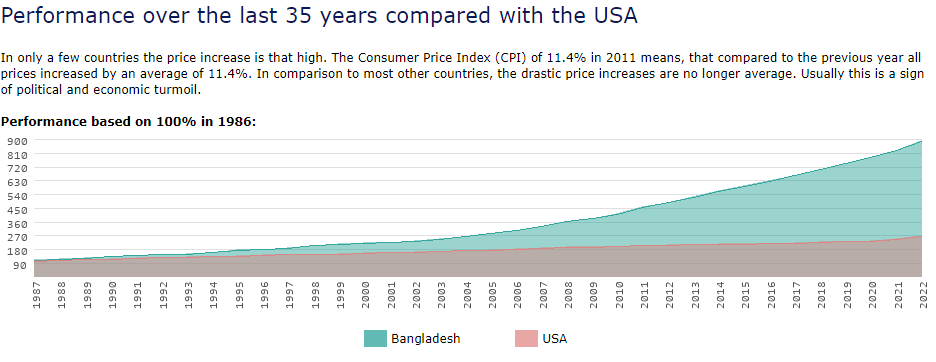 Performance over the last 35 years compared with the USA
In only a few countries the price increase is that high. The Consumer Price Index (CPI) of 11.4% in 2011 means, that compared to the previous year all
prices increased by an average of 11.4%. In comparison to most other countries, the drastic price increases are no longer average. Usually this is a sign
of political and economic turmoil.
Performance based on 100% in 1986:
900
810
720
630
540
450
360
270
180
90
1987 1988 1989 1990 1991 1992 1993 1994 1995 1996 1997 1998 1999 2000 2001 2002 2003 2004 2005 2006 2007 2008 2009 2010 2011 2012 2013 2014 2015 2016 2017 2018 2019 2020 2021 2022
Bangladesh USA